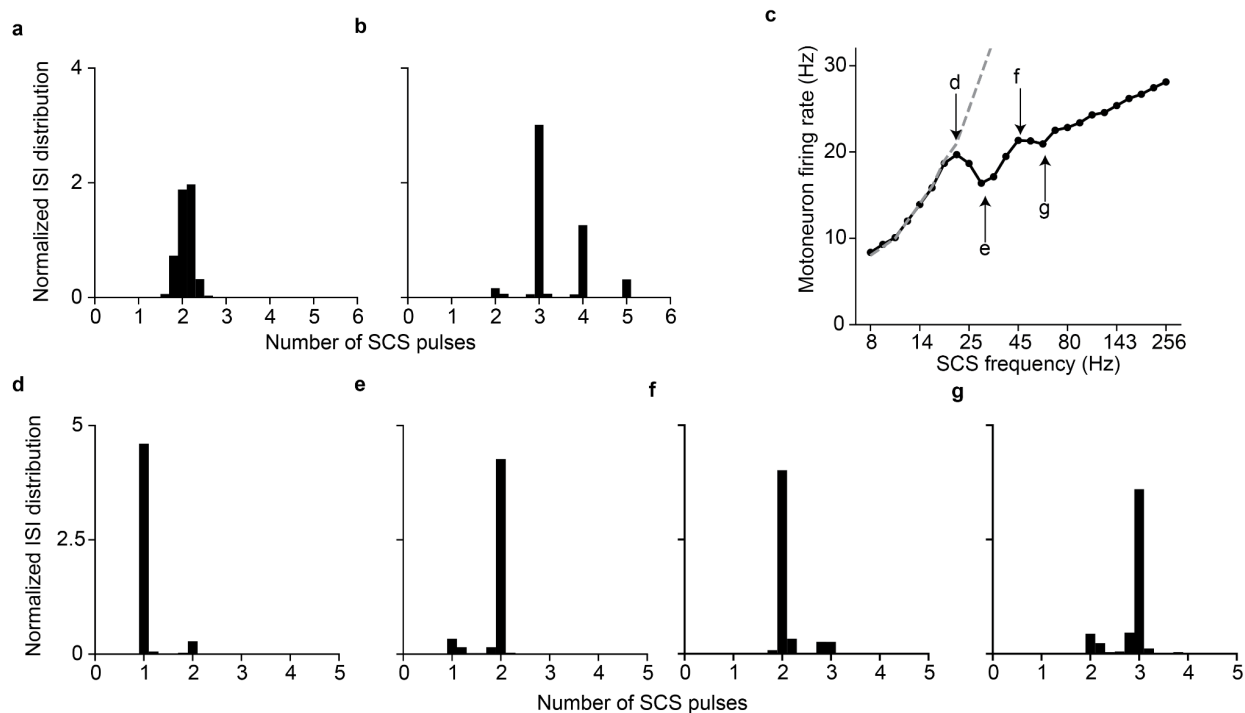 a
b
c
4
2
0
Normalized ISI distribution
0 1 2 3 4 5 6
0 1 2 3 4 5 6
Number of SCS pulses
30
20
10
0
Motoneuron firing rate (Hz)
d
f
e
g
8 14 25 45 80 143 256
SCS frequency (Hz)
d
e
f
g
5
2.5
0
Normalized ISI distribution
0 1 2 3 4 5
0 1 2 3 4 5
0 1 2 3 4 5
0 1 2 3 4 5
Number of SCS pulses